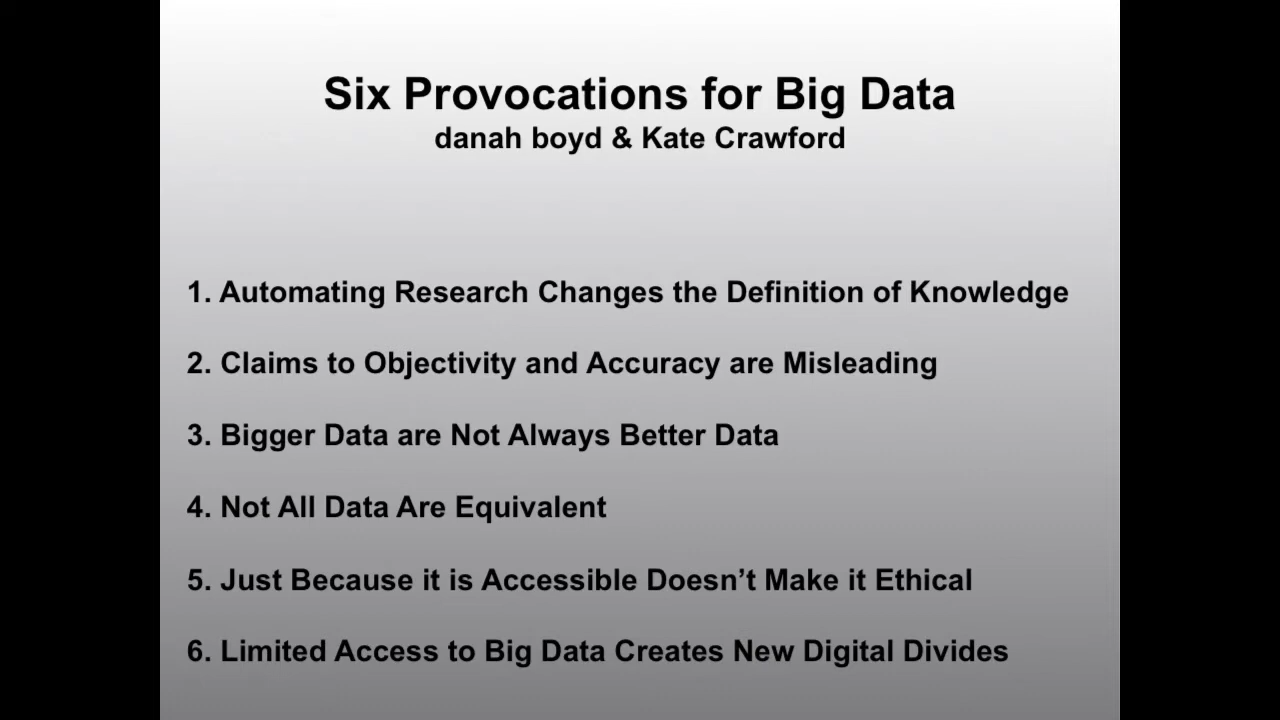 Six Provocations for Big Data
danah boyd & Kate Crawford
1. Automating Research Changes the Definition of Knowledge
2. Claims to Objectivity and Accuracy are Misleading
3. Bigger Data are Not Always Better Data
4. Not All Data Are Equivalent
5. Just Because it is Accessible Doesn’t Make it Ethical
6. Limited Access to Big Data Creates New Digital Divides